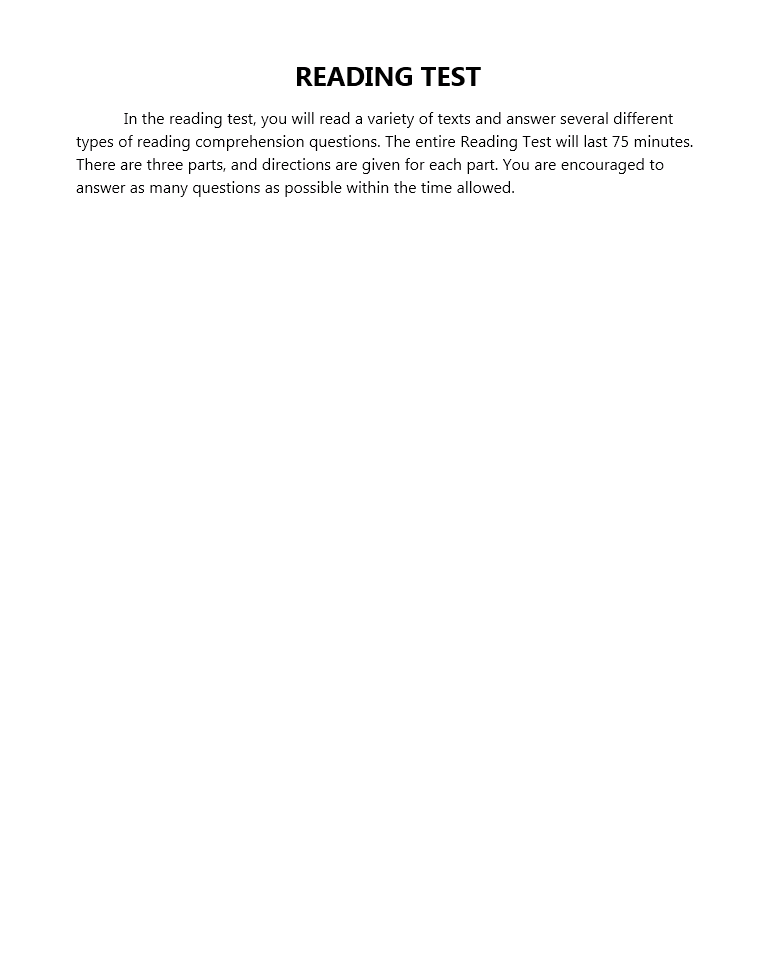 READING TEST
In the reading test, you will read a variety of texts and answer several different
types of reading comprehension questions. The entire Reading Test will last 75 minutes.
There are three parts, and directions are given for each part. You are encouraged to
answer as many questions as possible within the time allowed.